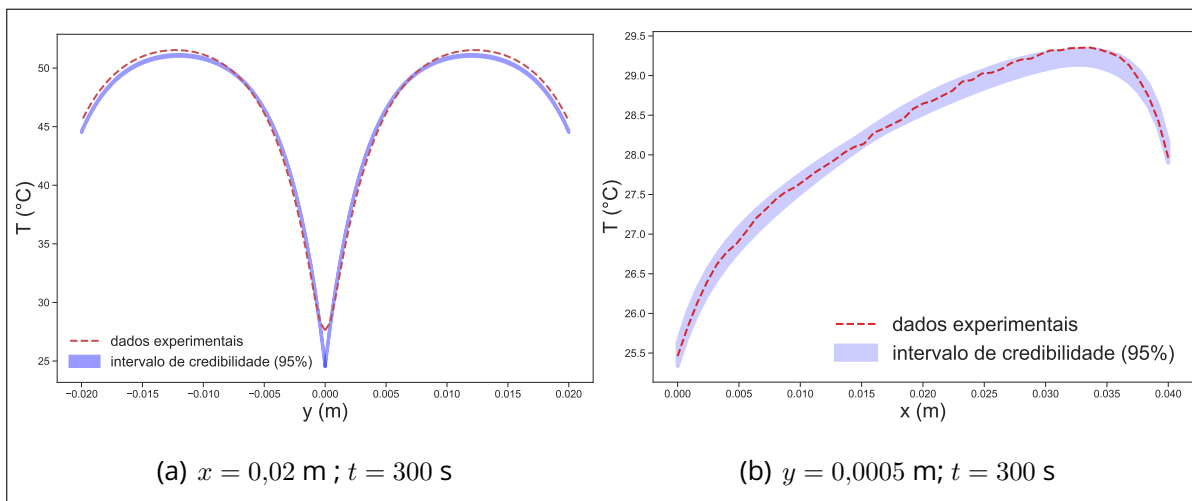 50
45
40
35
30
25
T (°C)
dados experimentais
intervalo de credibilidade (95%)
−0.020 −0.015 −0.010 −0.005 0.000 0.005 0.010 0.015 0.020
y (m)
29.5
29.0
28.5
28.0
27.5
27.0
26.5
26.0
25.5
T (°C)
dados experimentais
intervalo de credibilidade (95%)
0.000 0.005 0.010 0.015 0.020 0.025 0.030 0.035 0.040
x (m)
(a) x = 0,02 m ; t = 300 s
(b) y = 0,0005 m; t = 300 s